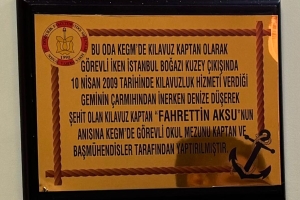 BU ODA KEGM'DE KILAVUZ KAPTAN OLARAK
GÖREVLİ İKEN İSTANBUL BOĞAZI KUZEY ÇIKIŞINDA
10 NİSAN 2009 TARİHİNDE KILAVUZLUK HİZMETİ VERDİĞİ
GEMİNİN ÇARMIHINDAN İNERKEN DENİZE DÜŞEREK
ŞEHİT OLAN KILAVUZ KAPTAN "FAHRETTİN AKSU"NUN
ANISINA KEGM'DE GÖREVLİ OKUL MEZUNU KAPTAN VE
BAŞMÜHENDİSLER TARAFINDAN YAPTIRILMIŞTIR.